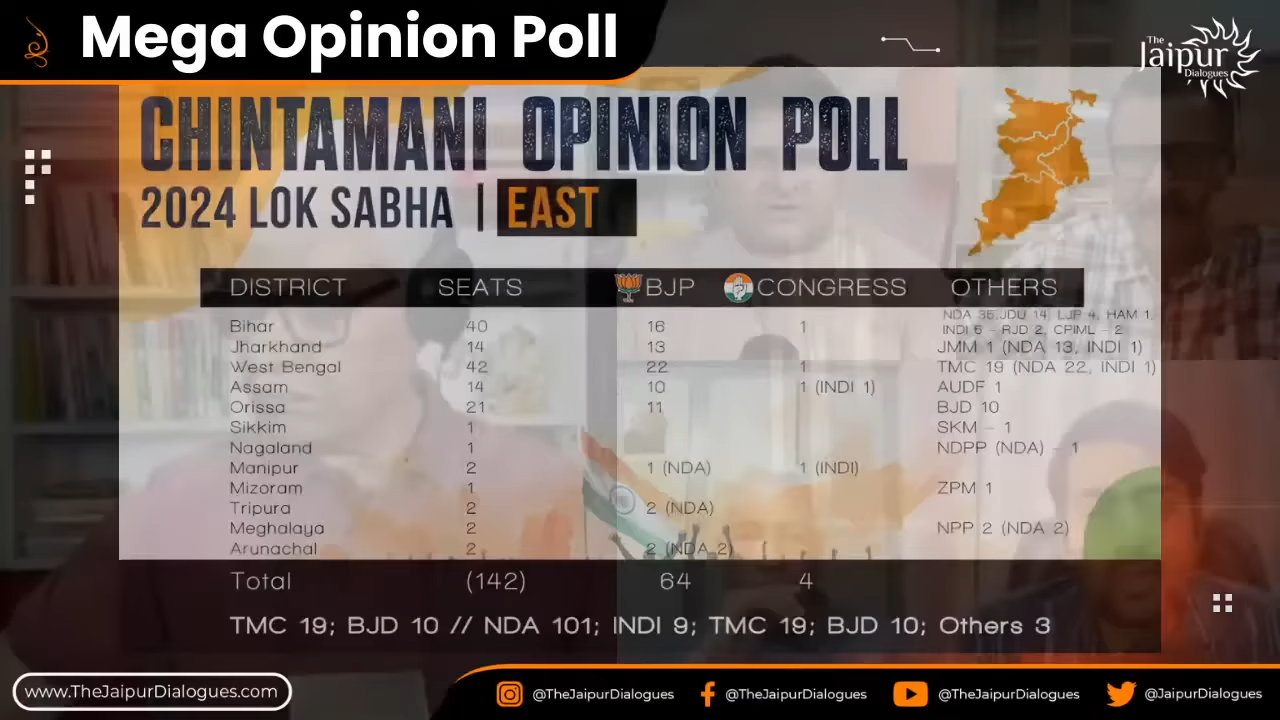 Mega Opinion Poll
The
Jaipur
Dialogues
CHINTAMANI OPINION POLL
2024 LOK SABHA | EAST
DISTRICT SEATS BJP CONGRESS OTHERS
Bihar 40 16 1 NDA 35,JDU 14, LJP 4, HAM 1,
INDI 5 - RJD 2, CPIML - 2
Jharkhand 14 13 JMM 1 (NDA 13, INDI 1)
West Bengal 42 22 1 TMC 19 (NDA 22, INDI 1)
Assam 14 10 1 (INDI 1) AUDF 1
Orissa 21 11 BJD 10
Sikkim 1 SKM - 1
Nagaland 1 NDPP (NDA) - 1
Manipur 2 1 (NDA) 1 (INDI)
Mizoram 1 ZPM 1
Tripura 2 2 (NDA)
Meghalaya 2 NPP 2 (NDA 2)
Arunachal 2 2 (NDA 2)
Total (142) 64 4
TMC 19; BJD 10 // NDA 101; INDI 9; TMC 19; BJD 10; Others 3
www.TheJaipurDialogues.com @TheJaipurDialogues @TheJaipurDialogues @TheJaipurDialogues @JaipurDialogues